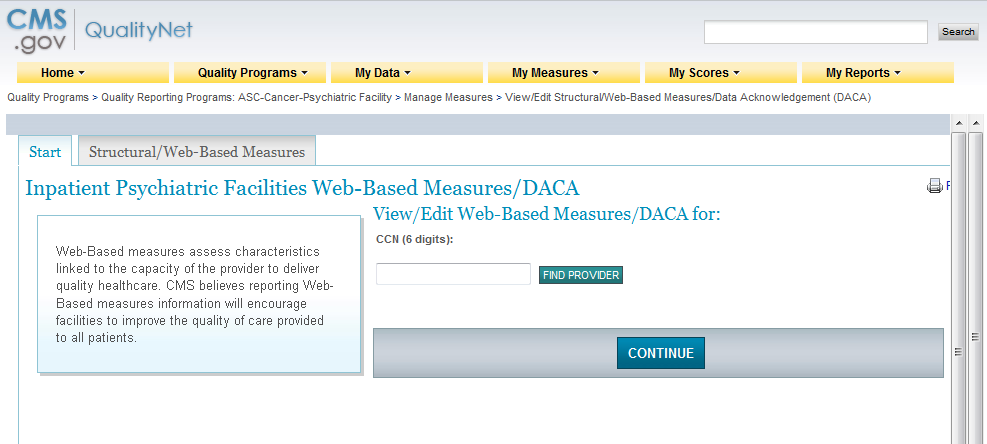 CMS
.gov
QualityNet
Search
Home
Quality Programs
My Data
My Measures
My Scores
My Reports
Quality Programs > Quality Reporting Programs: ASC-Cancer-Psychiatric Facility > Manage Measures > View/Edit Structural/Web-Based Measures/Data Acknowledgement (DACA)
Start
Structural/Web-Based Measures
Inpatient Psychiatric Facilities Web-Based Measures/DACA
View/Edit Web-Based Measures/DACA for:
CCN (6 digits):
FIND PROVIDER
Web-Based measures assess characteristics
linked to the capacity of the provider to deliver
quality healthcare. CMS believes reporting Web-
Based measures information will encourage
facilities to improve the quality of care provided
to all patients.
CONTINUE